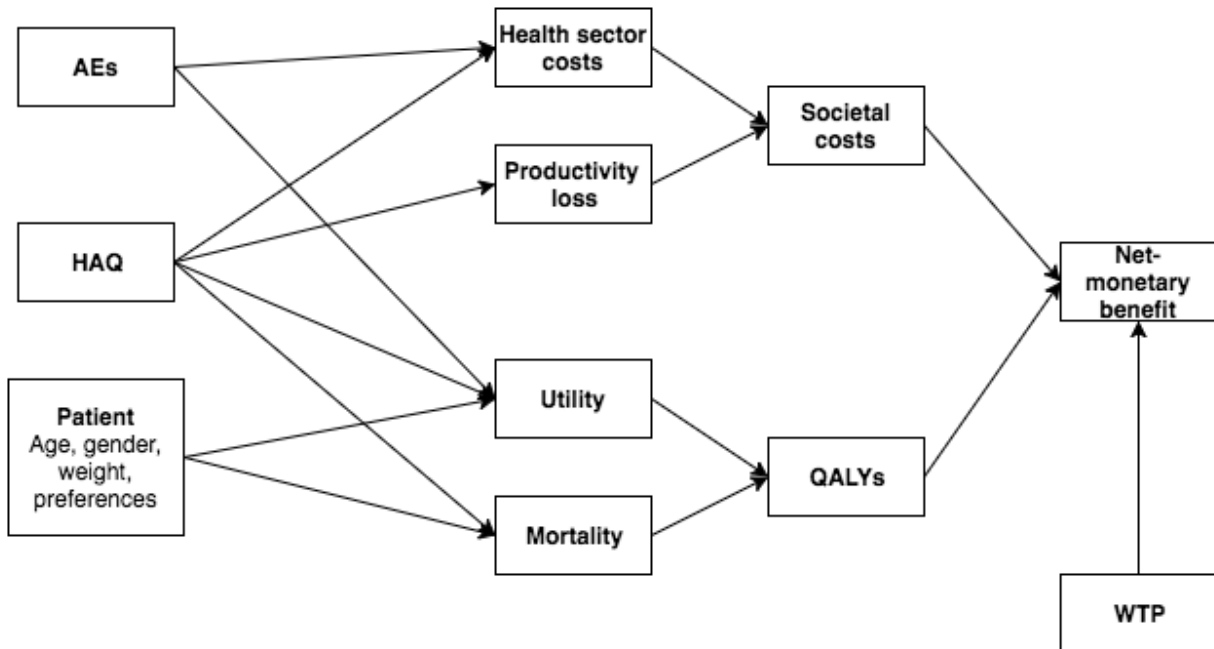 AEs
HAQ
Patient
Age, gender,
weight,
preferences
Health sector
costs
Productivity
loss
Utility
Mortality
Societal
costs
QALYs
Net-
monetary
benefit
WTP